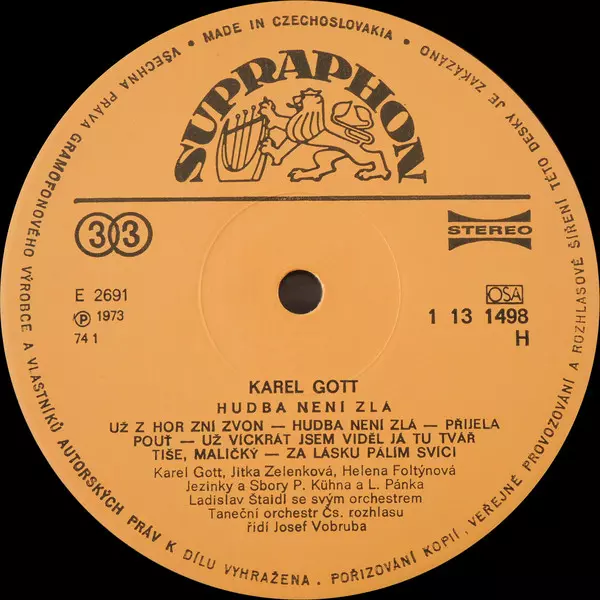 VŠECHNA PRÁVA GRAMOFONOVÉHO VÝROBCE A VLASTNÍKŮ AUTORSKÝCH PRÁV K DÍLU VYHRAŽENA. POŘIZOVÁNÍ KOPIÍ, VEŘEJNÉ PROVOZOVÁNÍ A ROZHLASOVÉ ŠÍŘENÍ TÉTO DESKY JE ZAKÁZÁNO
• MADE IN CZECHOSLOVAKIA •
SUPRAPHON
33
STEREO
E 2691
℗ 1973
74 1
OSA
1 13 1498
H
KAREL GOTT
HUDBA NENÍ ZLÁ
UŽ Z HOR ZNÍ ZVON — HUDBA NENÍ ZLÁ — PŘIJELA
POUŤ — UŽ VÍCKRÁT JSEM VIDĚL JÁ TU TVÁŘ
TIŠE, MALIČKÝ — ZA LÁSKU PÁLÍM SVÍCI
Karel Gott, Jitka Zelenková, Helena Foltýnová
Jezinky a Sbory P. Kühna a L. Pánka
Ladislav Štaidl se svým orchestrem
Taneční orchestr Čs. rozhlasu
řídí Josef Vobruba